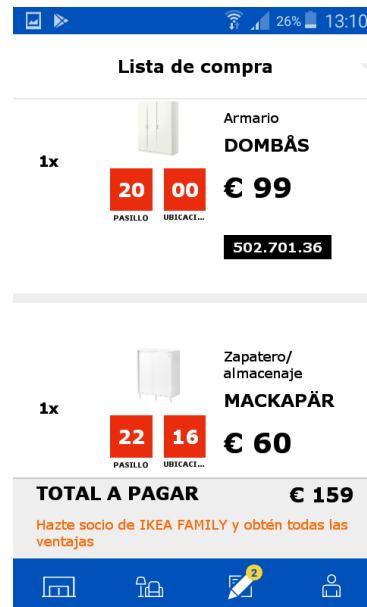 26% 13:10
Lista de compra
Armario
DOMBÅS
1x
20 00
€ 99
PASILLO UBICACI...
502.701.36
Zapatero/
almacenaje
MACKAPÄR
1x
22 16
€ 60
PASILLO UBICACI...
TOTAL A PAGAR € 159
Hazte socio de IKEA FAMILY y obtén todas las
ventajas
2